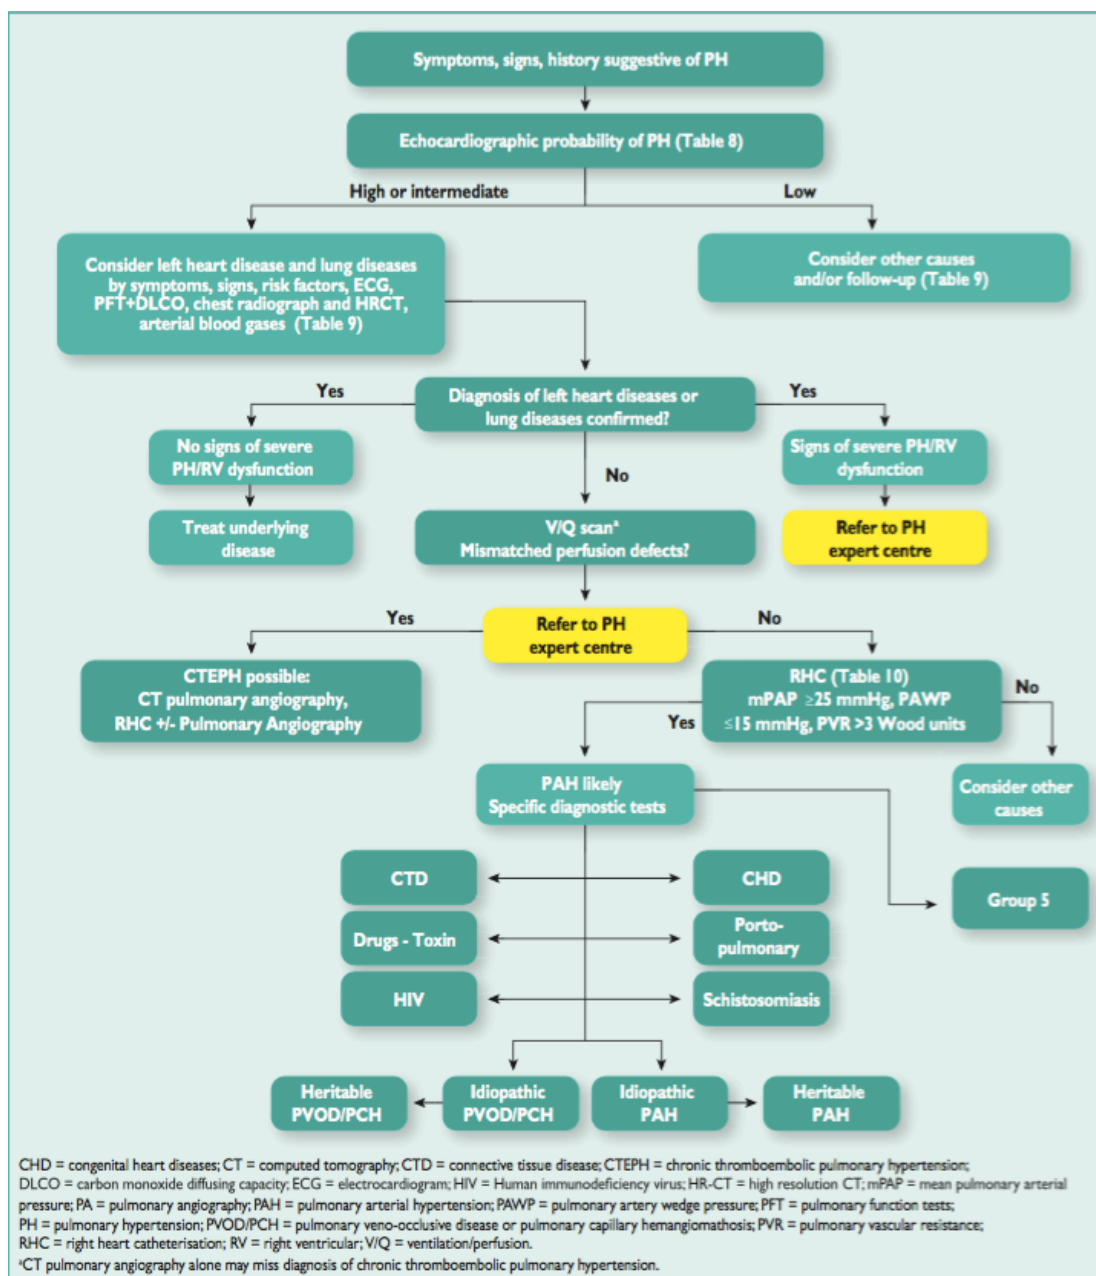 Symptoms, signs, history suggestive of PH
Echocardiographic probability of PH (Table 8)
High or intermediate
Low
Consider left heart disease and lung diseases
by symptoms, signs, risk factors, ECG,
PFT+DLCO, chest radiograph and HRCT,
arterial blood gases (Table 9)
Consider other causes
and/or follow-up (Table 9)
Yes
Diagnosis of left heart diseases or
lung diseases confirmed?
Yes
No signs of severe
PH/RV dysfunction
Signs of severe PH/RV
dysfunction
No
Treat underlying
disease
V/Q scanᵃ
Mismatched perfusion defects?
Refer to PH
expert centre
Yes
Refer to PH
expert centre
No
CTEPH possible:
CT pulmonary angiography,
RHC +/- Pulmonary Angiography
RHC (Table 10)
mPAP ≥25 mmHg, PAWP
≤15 mmHg, PVR >3 Wood units
Yes
No
PAH likely
Specific diagnostic tests
Consider other
causes
CTD
CHD
Group 5
Drugs - Toxin
Porto-
pulmonary
HIV
Schistosomiasis
Heritable
PVOD/PCH
Idiopathic
PVOD/PCH
Idiopathic
PAH
Heritable
PAH
CHD = congenital heart diseases; CT = computed tomography; CTD = connective tissue disease; CTEPH = chronic thromboembolic pulmonary hypertension;
DLCO = carbon monoxide diffusing capacity; ECG = electrocardiogram; HIV = Human immunodeficiency virus; HR-CT = high resolution CT; mPAP = mean pulmonary arterial
pressure; PA = pulmonary angiography; PAH = pulmonary arterial hypertension; PAWP = pulmonary artery wedge pressure; PFT = pulmonary function tests;
PH = pulmonary hypertension; PVOD/PCH = pulmonary veno-occlusive disease or pulmonary capillary hemangiomathosis; PVR = pulmonary vascular resistance;
RHC = right heart catheterisation; RV = right ventricular; V/Q = ventilation/perfusion.
ᵃCT pulmonary angiography alone may miss diagnosis of chronic thromboembolic pulmonary hypertension.